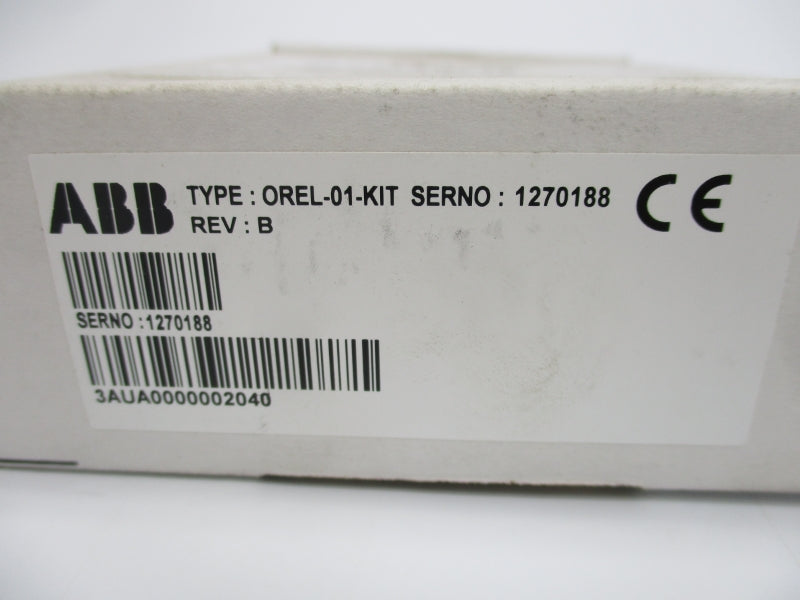 ABB TYPE : OREL-01-KIT SERNO : 1270188 CE
REV : B
SERNO :1270188
3AUA0000002040